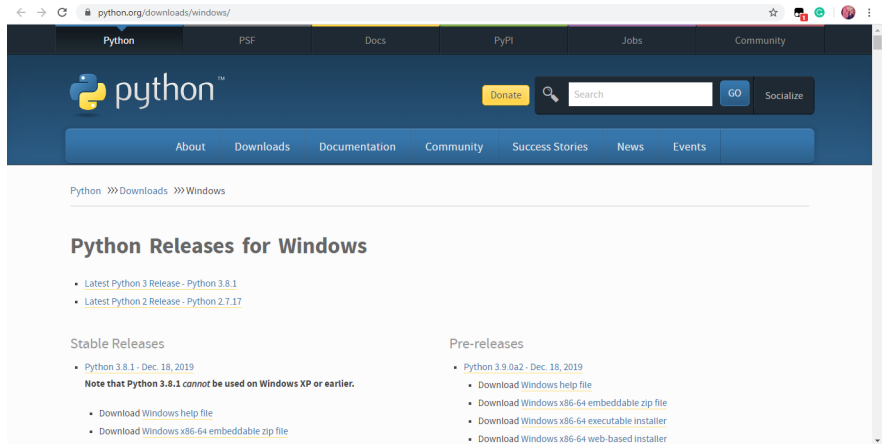 python.org/downloads/windows/
1
Python PSF Docs PyPI Jobs Community
python™
Donate Search GO Socialize
About Downloads Documentation Community Success Stories News Events
Python >>> Downloads >>> Windows
Python Releases for Windows
Latest Python 3 Release - Python 3.8.1
Latest Python 2 Release - Python 2.7.17
Stable Releases
Python 3.8.1 - Dec. 18, 2019
Note that Python 3.8.1 cannot be used on Windows XP or earlier.
Download Windows help file
Download Windows x86-64 embeddable zip file
Pre-releases
Python 3.9.0a2 - Dec. 18, 2019
Download Windows help file
Download Windows x86-64 embeddable zip file
Download Windows x86-64 executable installer
Download Windows x86-64 web-based installer